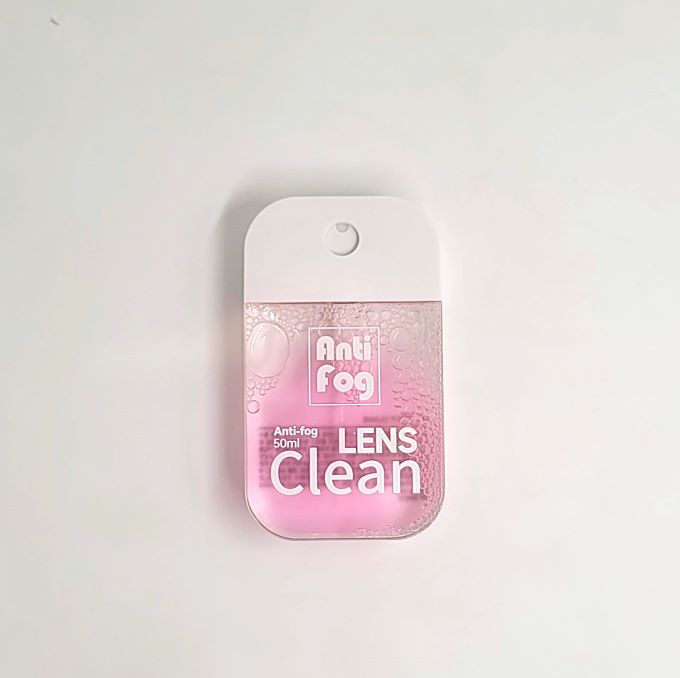 Anti
Fog
Anti-fog
50ml
LENS
Clean